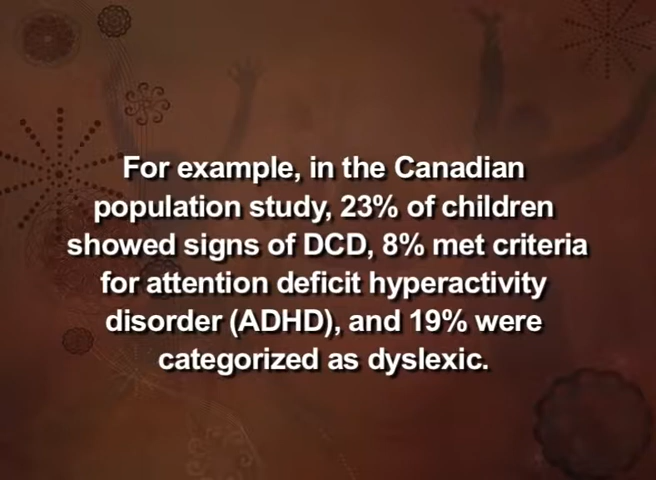 For example, in the Canadian
population study, 23% of children
showed signs of DCD, 8% met criteria
for attention deficit hyperactivity
disorder (ADHD), and 19% were
categorized as dyslexic.